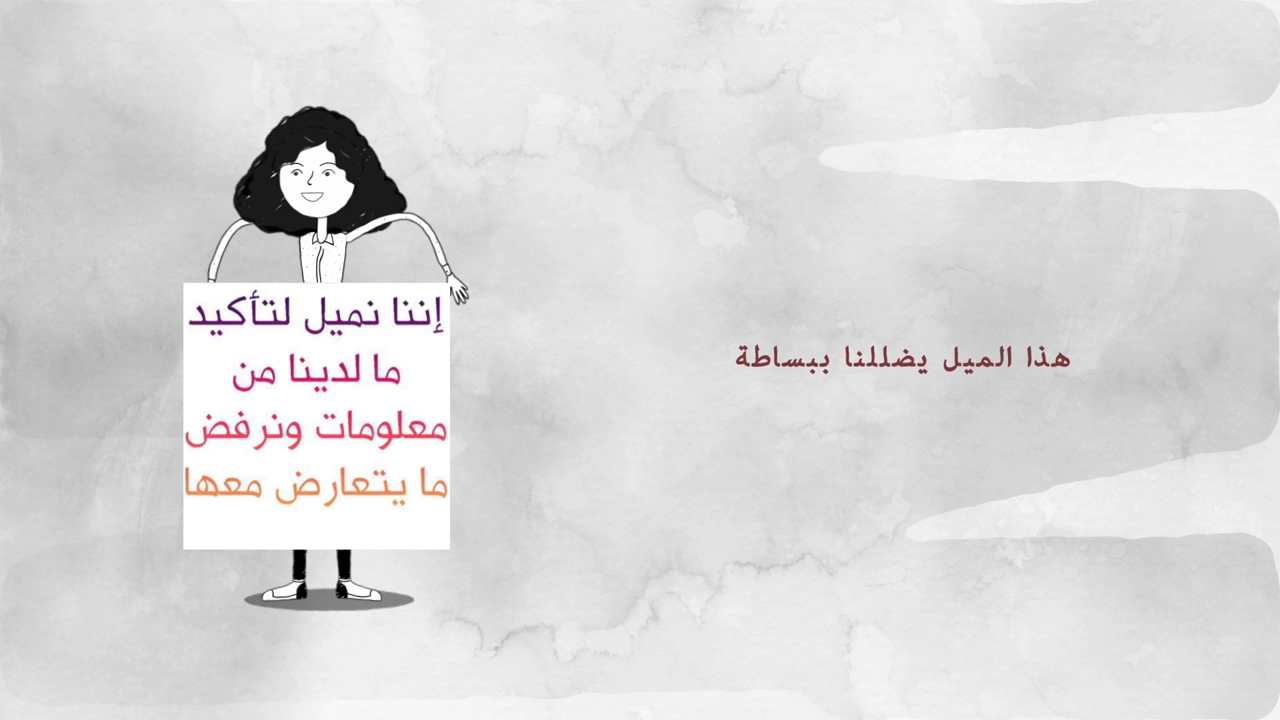 إننا نميل لتأكيد
ما لدينا من
معلومات ونرفض
ما يتعارض معها
هذا الميل يضللنا ببساطة